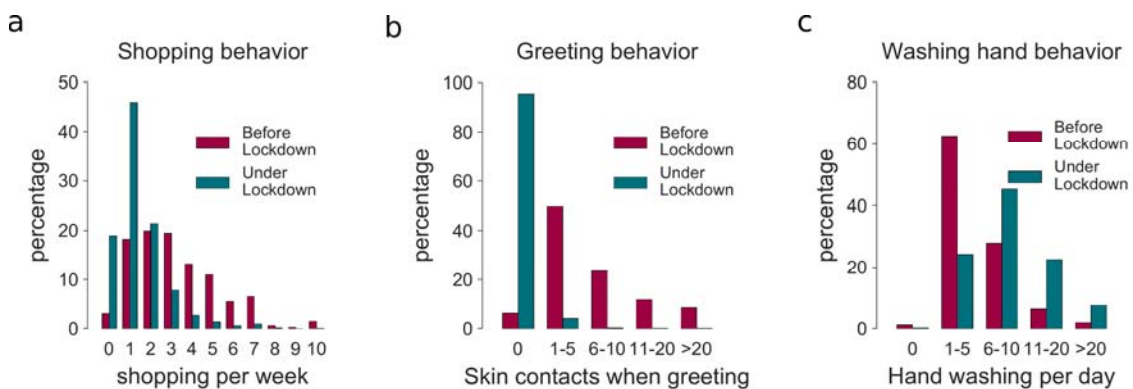 a
Shopping behavior
50
40
30
20
10
0
percentage
Before
Lockdown
Under
Lockdown
0 1 2 3 4 5 6 7 8 9 10
shopping per week
b
Greeting behavior
100
80
60
40
20
0
percentage
Before
Lockdown
Under
Lockdown
0 1-5 6-10 11-20 >20
Skin contacts when greeting
c
Washing hand behavior
80
60
40
20
0
percentage
Before
Lockdown
Under
Lockdown
0 1-5 6-10 11-20 >20
Hand washing per day